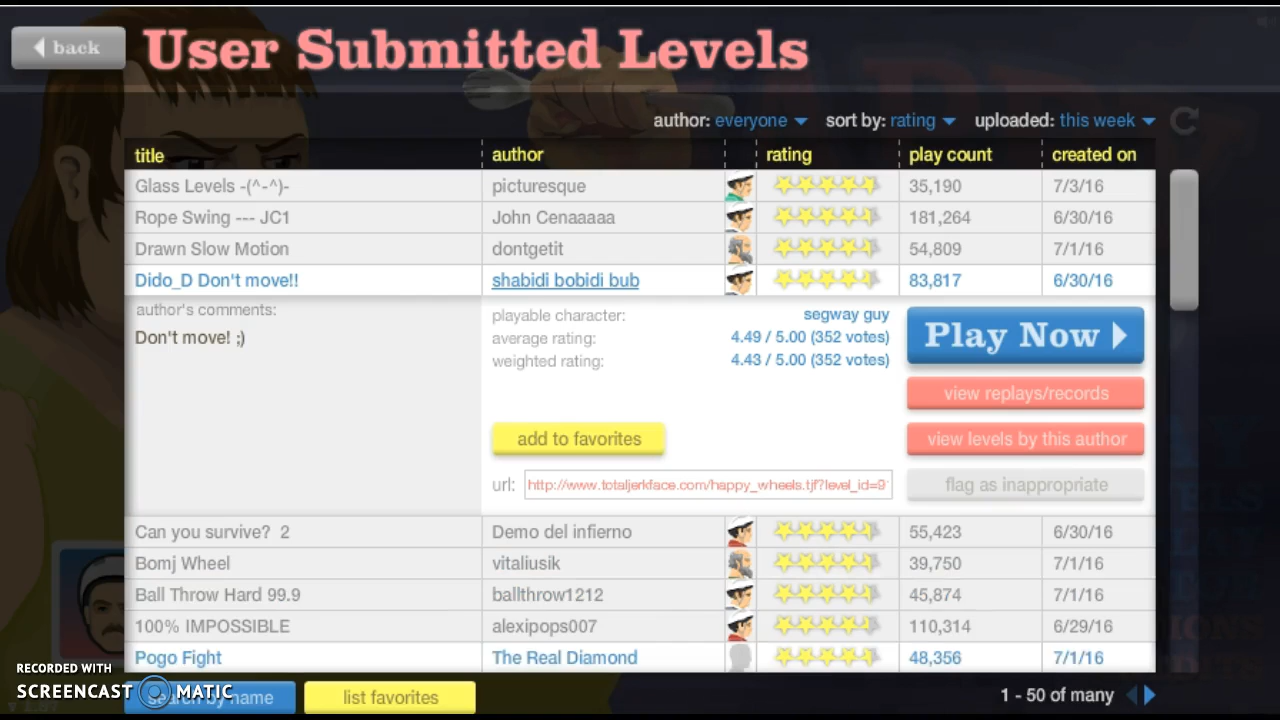 back
User Submitted Levels
author: everyone sort by: rating uploaded: this week
title author rating play count created on
Glass Levels -(^-^)- picturesque 35,190 7/3/16
Rope Swing --- JC1 John Cenaaaaa 181,264 6/30/16
Drawn Slow Motion dontgetit 54,809 7/1/16
Dido_D Don't move!! shabidi bobidi bub 83,817 6/30/16
author's comments:
Don't move! ;)
playable character: segway guy
average rating: 4.49 / 5.00 (352 votes)
weighted rating: 4.43 / 5.00 (352 votes)
Play Now
view replays/records
add to favorites
view levels by this author
url: http://www.totaljerkface.com/happy_wheels.tjf?level_id=9
flag as inappropriate
Can you survive? 2 Demo del infierno 55,423 6/30/16
Bomj Wheel vitaliusik 39,750 7/1/16
Ball Throw Hard 99.9 ballthrow1212 45,874 7/1/16
100% IMPOSSIBLE alexipops007 110,314 6/29/16
Pogo Fight The Real Diamond 48,356 7/1/16
RECORDED WITH
SCREENCAST MATIC
search by name
list favorites
1 - 50 of many